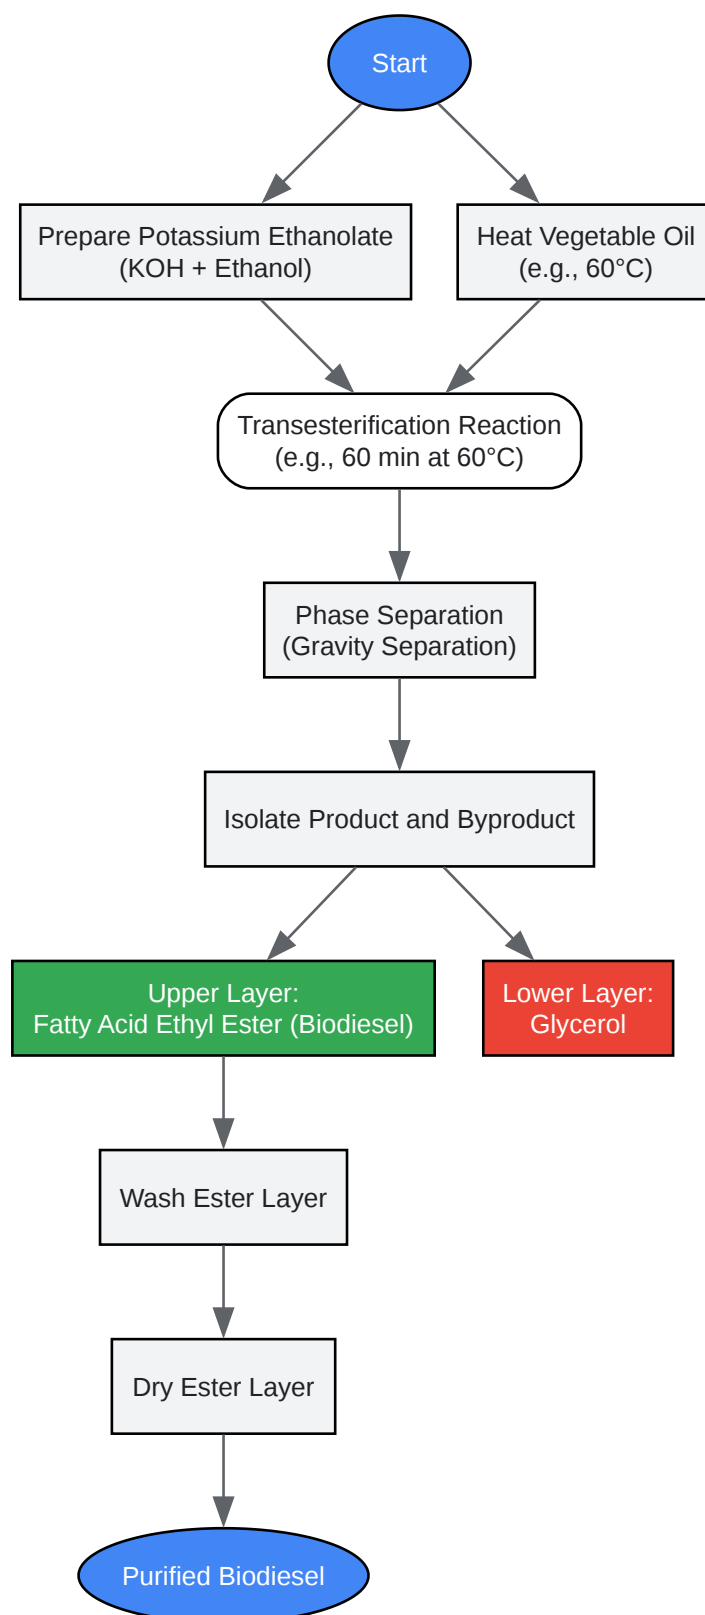 Start
Prepare Potassium Ethanolate
(KOH + Ethanol)
Heat Vegetable Oil
(e.g., 60°C)
Transesterification Reaction
(e.g., 60 min at 60°C)
Phase Separation
(Gravity Separation)
Isolate Product and Byproduct
Upper Layer:
Fatty Acid Ethyl Ester (Biodiesel)
Lower Layer:
Glycerol
Wash Ester Layer
Dry Ester Layer
Purified Biodiesel